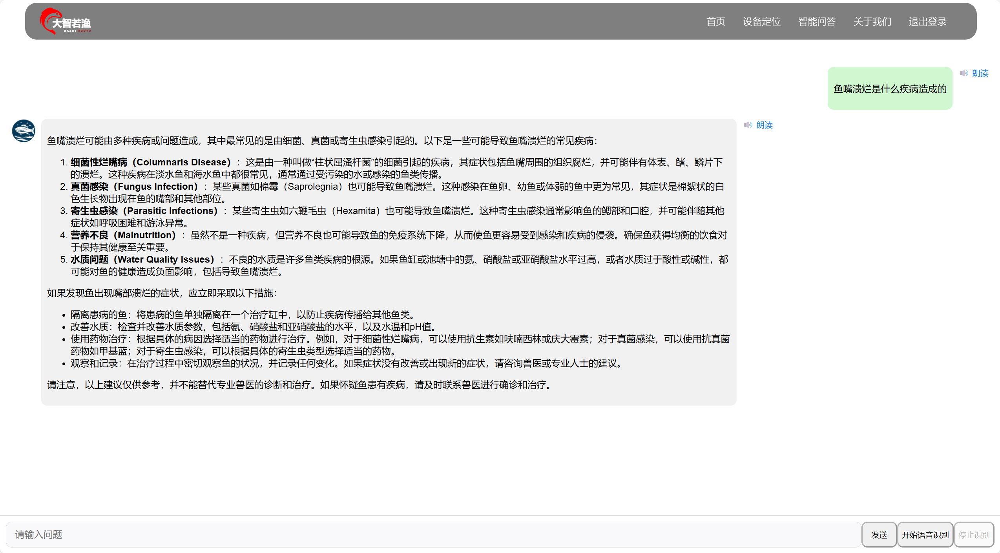 大智若渔
DAZHI RUOYU
首页 设备定位 智能问答 关于我们 退出登录
鱼嘴溃烂是什么疾病造成的
朗读
朗读
鱼嘴溃烂可能由多种疾病或问题造成，其中最常见的是由细菌、真菌或寄生虫感染引起的。以下是一些可能导致鱼嘴溃烂的常见疾病：
1. 细菌性烂嘴病（Columnaris Disease）：这是由一种叫做“柱状屈滛杆菌”的细菌引起的疾病，其症状包括鱼嘴周围的组织腐烂，并可能伴有体表、鳍、鳞片下
的溃烂。这种疾病在淡水鱼和海水鱼中都很常见，通常通过受污染的水或感染的鱼类传播。
2. 真菌感染（Fungus Infection）：某些真菌如棉霉（Saprolegnia）也可能导致鱼嘴溃烂。这种感染在鱼卵、幼鱼或体弱的鱼中更为常见，其症状是棉絮状的白
色生长物出现在鱼的嘴部和其他部位。
3. 寄生虫感染（Parasitic Infections）：某些寄生虫如六鞭毛虫（Hexamita）也可能导致鱼嘴溃烂。这种寄生虫感染通常影响鱼的鳃部和口腔，并可能伴随其他
症状如呼吸困难和游泳异常。
4. 营养不良（Malnutrition）：虽然不是一种疾病，但营养不良也可能导致鱼的免疫系统下降，从而使鱼更容易受到感染和疾病的侵袭。确保鱼获得均衡的饮食对
于保持其健康至关重要。
5. 水质问题（Water Quality Issues）：不良的水质是许多鱼类疾病的根源。如果鱼缸或池塘中的氨、硝酸盐或亚硝酸盐水平过高，或者水质过于酸性或碱性，都
可能对鱼的健康造成负面影响，包括导致鱼嘴溃烂。
如果发现鱼出现嘴部溃烂的症状，应立即采取以下措施：
• 隔离患病的鱼：将患病的鱼单独隔离在一个治疗缸中，以防止疾病传播给其他鱼类。
• 改善水质：检查并改善水质参数，包括氨、硝酸盐和亚硝酸盐的水平，以及水温和pH值。
• 使用药物治疗：根据具体的病因选择适当的药物进行治疗。例如，对于细菌性烂嘴病，可以使用抗生素如呋喃西林或庆大霉素；对于真菌感染，可以使用抗真菌
药物如甲基蓝；对于寄生虫感染，可以根据具体的寄生虫类型选择适当的药物。
• 观察和记录：在治疗过程中密切观察鱼的状况，并记录任何变化。如果症状没有改善或出现新的症状，请咨询兽医或专业人士的建议。
请注意，以上建议仅供参考，并不能替代专业兽医的诊断和治疗。如果怀疑鱼患有疾病，请及时联系兽医进行确诊和治疗。
请输入问题
发送 开始语音识别 停止识别